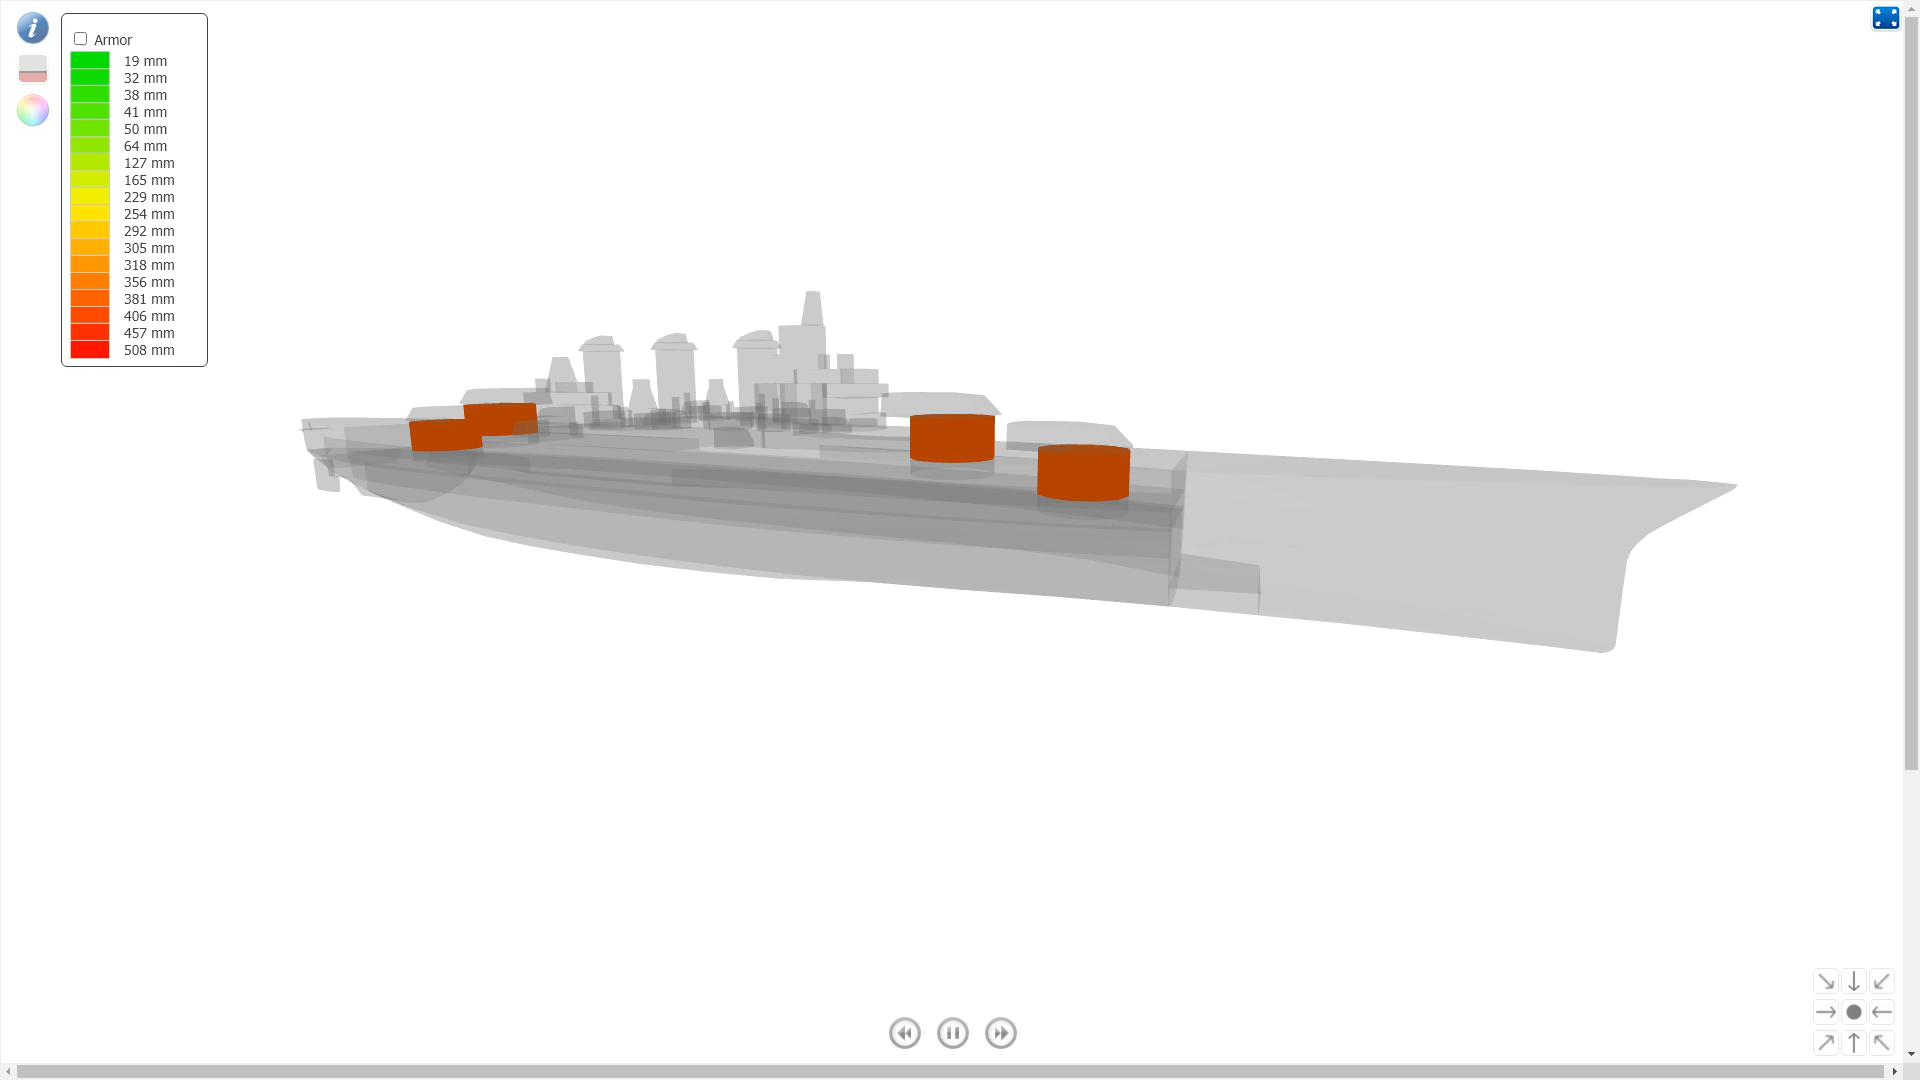 i
Armor
19 mm
32 mm
38 mm
41 mm
50 mm
64 mm
127 mm
165 mm
229 mm
254 mm
292 mm
305 mm
318 mm
356 mm
381 mm
406 mm
457 mm
508 mm